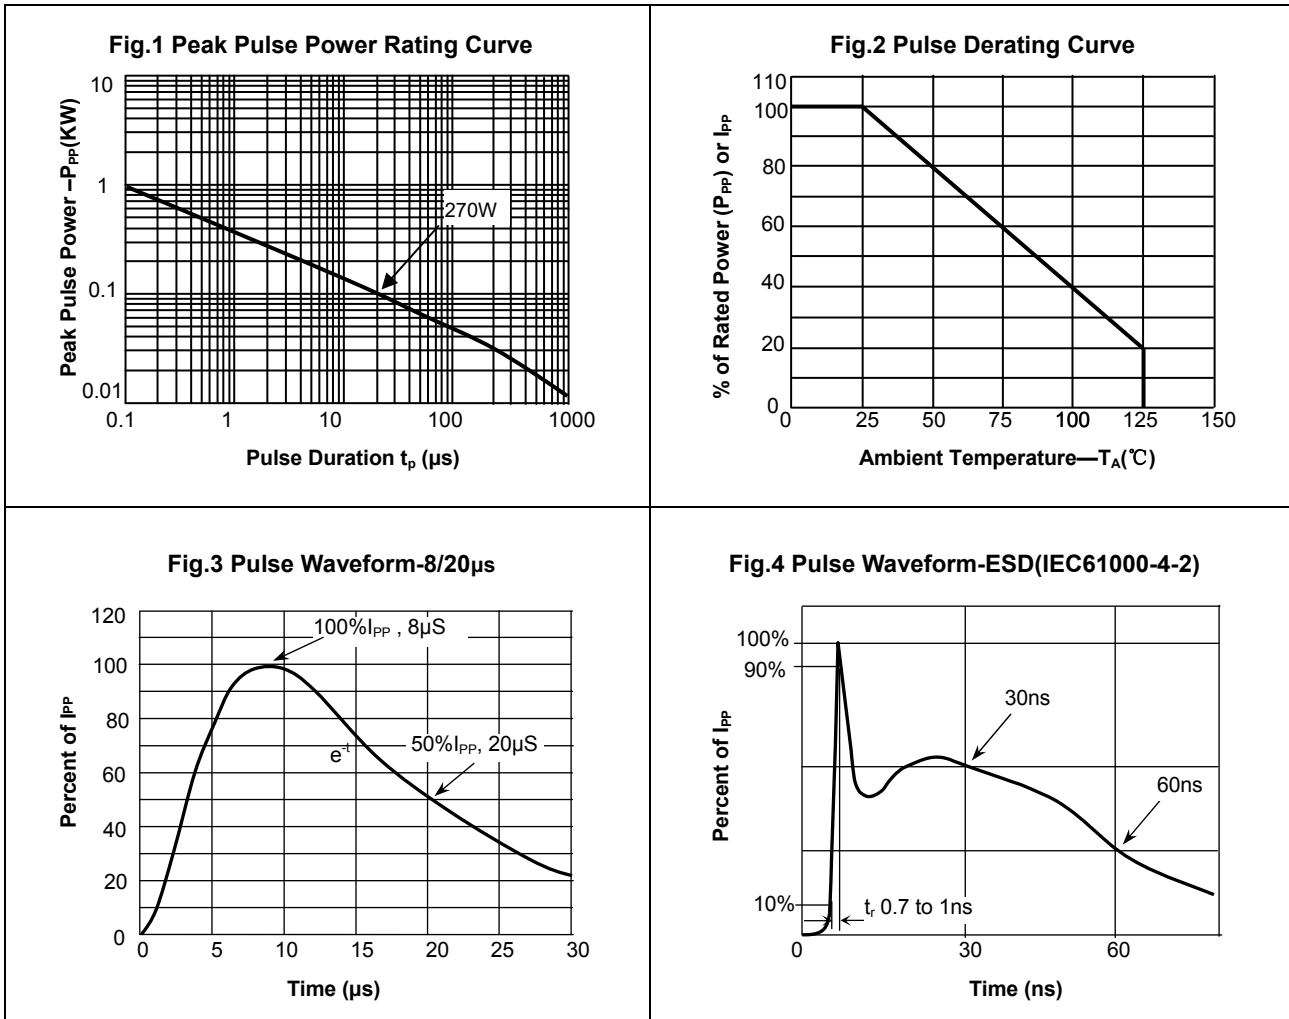 Fig.1 Peak Pulse Power Rating Curve
Peak Pulse Power –PPP(KW)
10
1
0.1
0.01
270W
0.1 1 10 100 1000
Pulse Duration tp (µs)
Fig.2 Pulse Derating Curve
% of Rated Power (PPP) or IPP
110
100
80
60
40
20
0
0 25 50 75 100 125 150
Ambient Temperature—TA(℃)
Fig.3 Pulse Waveform-8/20µs
Percent of IPP
120
100
80
60
40
20
0
100%IPP , 8µS
e-t
50%IPP, 20µS
0 5 10 15 20 25 30
Time (µs)
Fig.4 Pulse Waveform-ESD(IEC61000-4-2)
Percent of IPP
100%
90%
10%
30ns
60ns
tr 0.7 to 1ns
0 30 60
Time (ns)